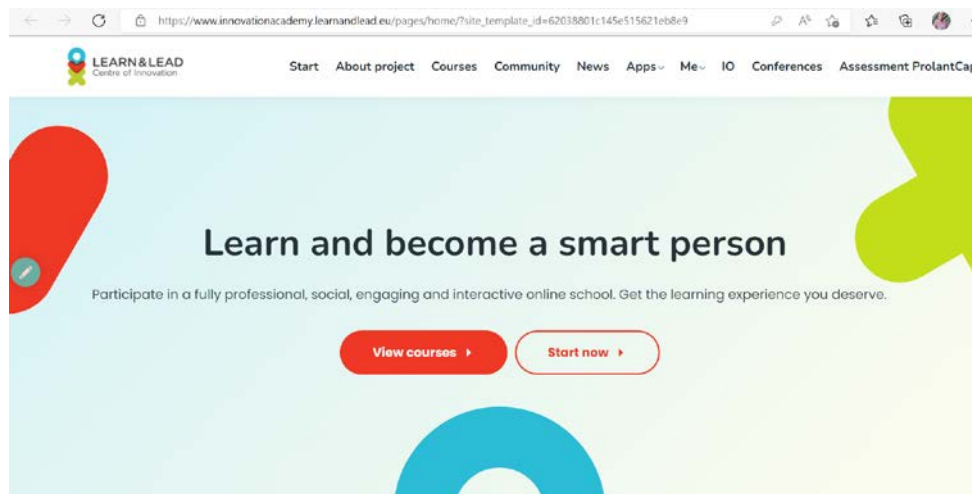 https://www.innovationacademy.learnandlead.eu/pages/home/?site_template_id=62038801c145e515621eb8e9
LEARN&LEAD
Centre of Innovation
Start About project Courses Community News Apps Me IO Conferences Assessment ProlantCap
Learn and become a smart person
Participate in a fully professional, social, engaging and interactive online school. Get the learning experience you deserve.
View courses Start now